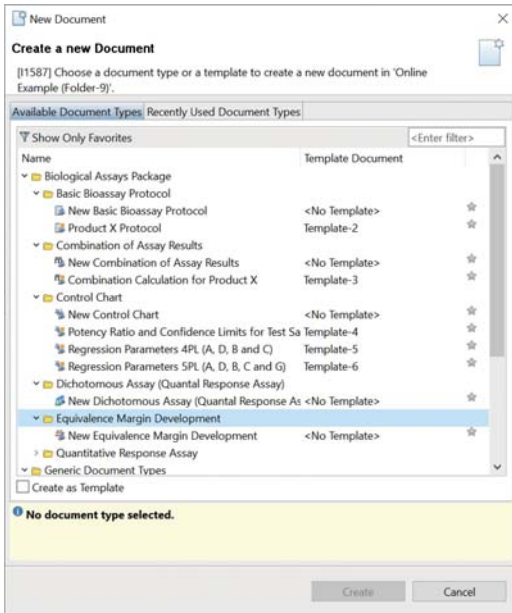 New Document
Create a new Document
[I1587] Choose a document type or a template to create a new document in 'Online
Example (Folder-9)'.
Available Document Types Recently Used Document Types
Show Only Favorites <Enter filter>
Name Template Document
Biological Assays Package
Basic Bioassay Protocol
New Basic Bioassay Protocol <No Template>
Product X Protocol Template-2
Combination of Assay Results
New Combination of Assay Results <No Template>
Combination Calculation for Product X Template-3
Control Chart
New Control Chart <No Template>
Potency Ratio and Confidence Limits for Test Sa Template-4
Regression Parameters 4PL (A, D, B and C) Template-5
Regression Parameters 5PL (A, D, B, C and G) Template-6
Dichotomous Assay (Quantal Response Assay)
New Dichotomous Assay (Quantal Response As <No Template>
Equivalence Margin Development
New Equivalence Margin Development <No Template>
Quantitative Response Assay
Generic Document Types
Create as Template
No document type selected.
Create Cancel